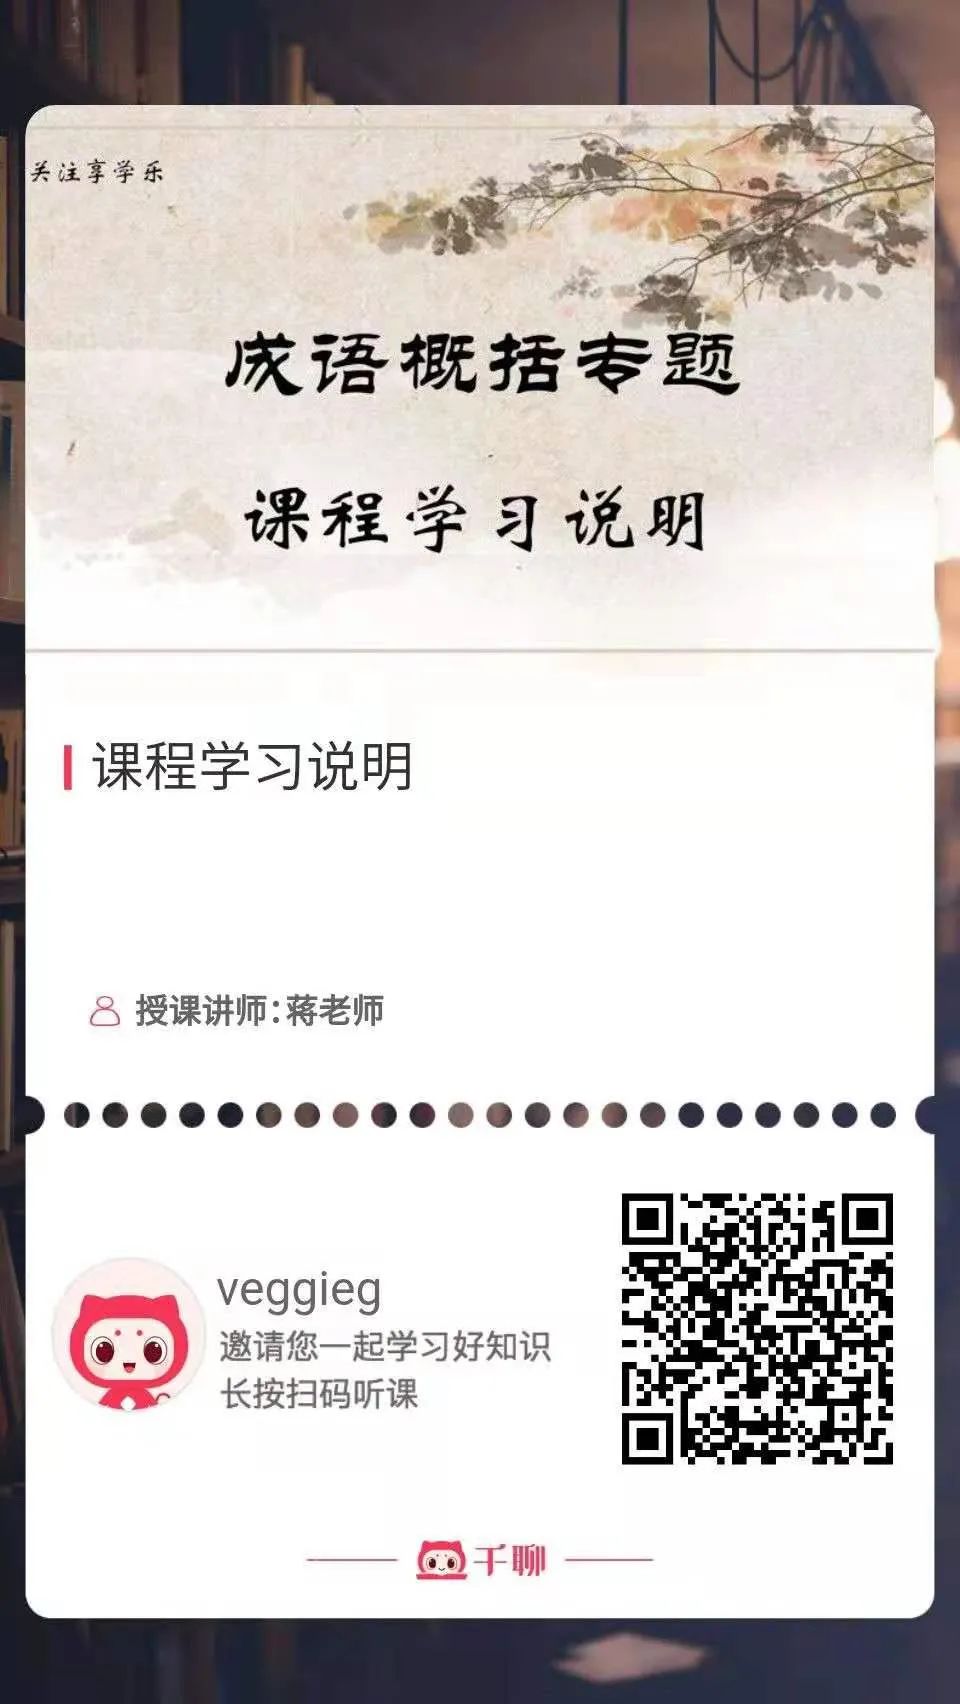 关注享学乐
成语概括专题
课程学习说明
课程学习说明
授课讲师:蒋老师
veggieg
邀请您一起学习好知识
长按扫码听课
千聊